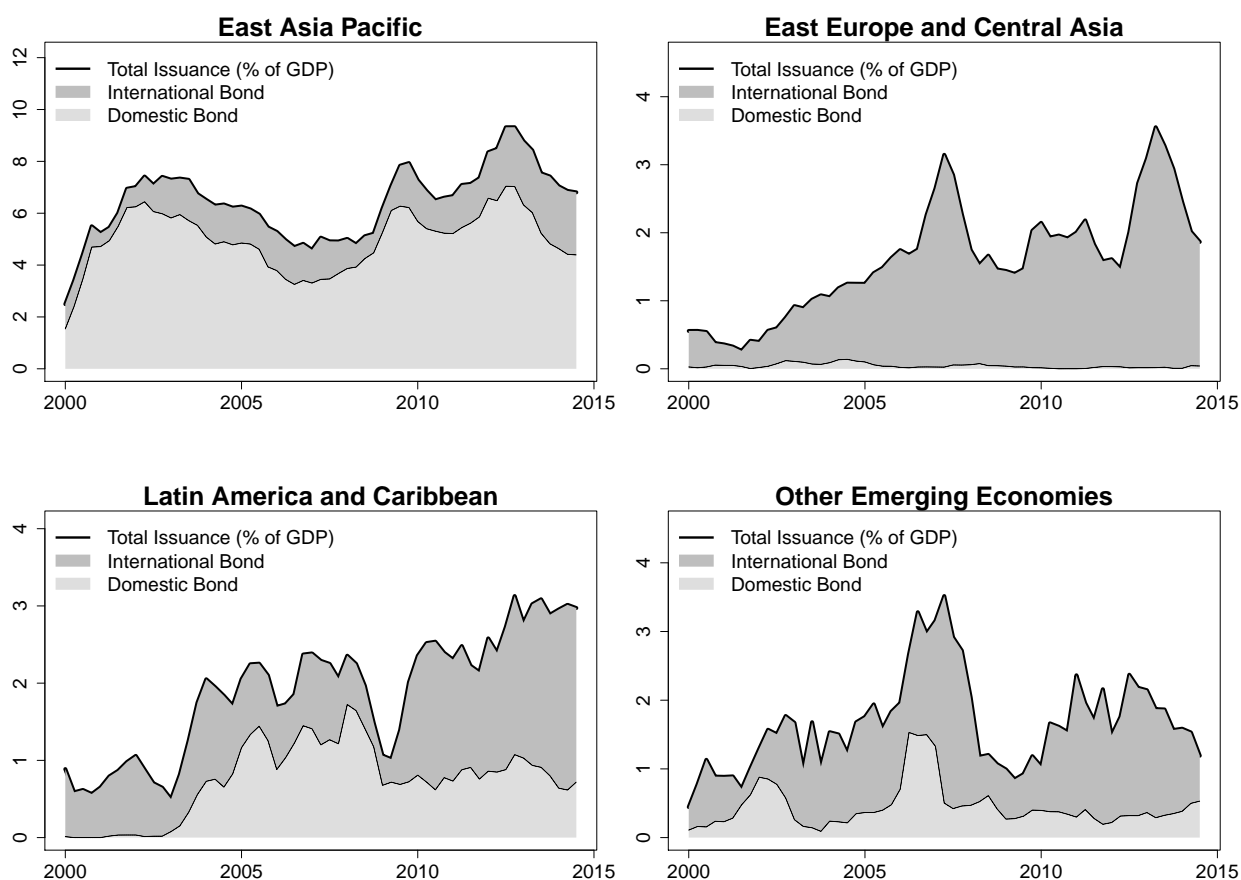 East Asia Pacific
Total Issuance (% of GDP)
International Bond
Domestic Bond
12
10
8
6
4
2
0
2000 2005 2010 2015
East Europe and Central Asia
Total Issuance (% of GDP)
International Bond
Domestic Bond
4
3
2
1
0
2000 2005 2010 2015
Latin America and Caribbean
Total Issuance (% of GDP)
International Bond
Domestic Bond
4
3
2
1
0
2000 2005 2010 2015
Other Emerging Economies
Total Issuance (% of GDP)
International Bond
Domestic Bond
4
3
2
1
0
2000 2005 2010 2015